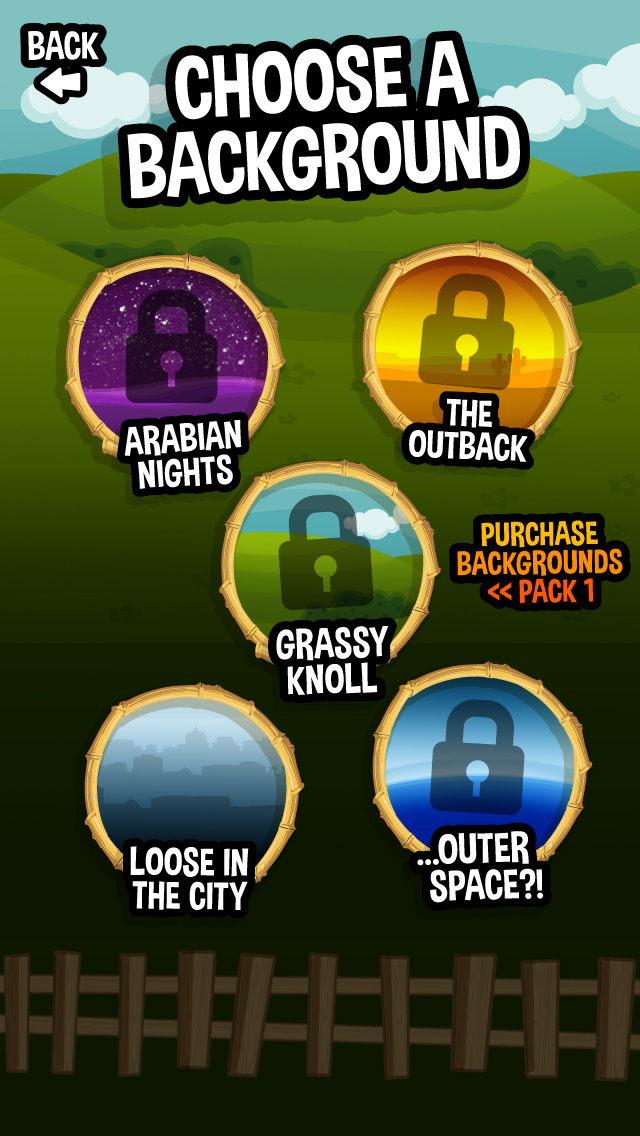 BACK
CHOOSE A
BACKGROUND
ARABIAN
NIGHTS
THE
OUTBACK
GRASSY
KNOLL
PURCHASE
BACKGROUNDS
<< PACK 1
LOOSE IN
THE CITY
...OUTER
SPACE?!